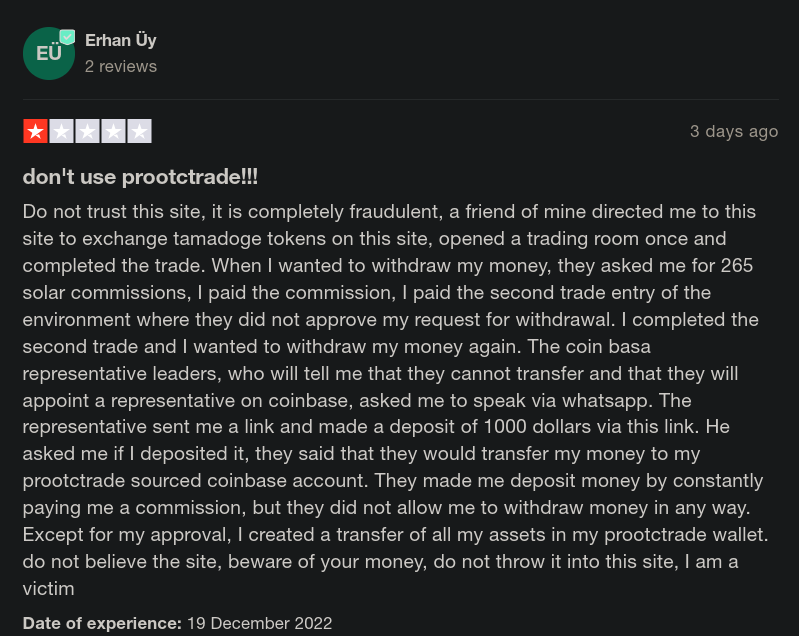 EÜ
Erhan Üy
2 reviews
3 days ago
don't use prootctrade!!!
Do not trust this site, it is completely fraudulent, a friend of mine directed me to this
site to exchange tamadoge tokens on this site, opened a trading room once and
completed the trade. When I wanted to withdraw my money, they asked me for 265
solar commissions, I paid the commission, I paid the second trade entry of the
environment where they did not approve my request for withdrawal. I completed the
second trade and I wanted to withdraw my money again. The coin basa
representative leaders, who will tell me that they cannot transfer and that they will
appoint a representative on coinbase, asked me to speak via whatsapp. The
representative sent me a link and made a deposit of 1000 dollars via this link. He
asked me if I deposited it, they said that they would transfer my money to my
prootctrade sourced coinbase account. They made me deposit money by constantly
paying me a commission, but they did not allow me to withdraw money in any way.
Except for my approval, I created a transfer of all my assets in my prootctrade wallet.
do not believe the site, beware of your money, do not throw it into this site, I am a
victim
Date of experience: 19 December 2022